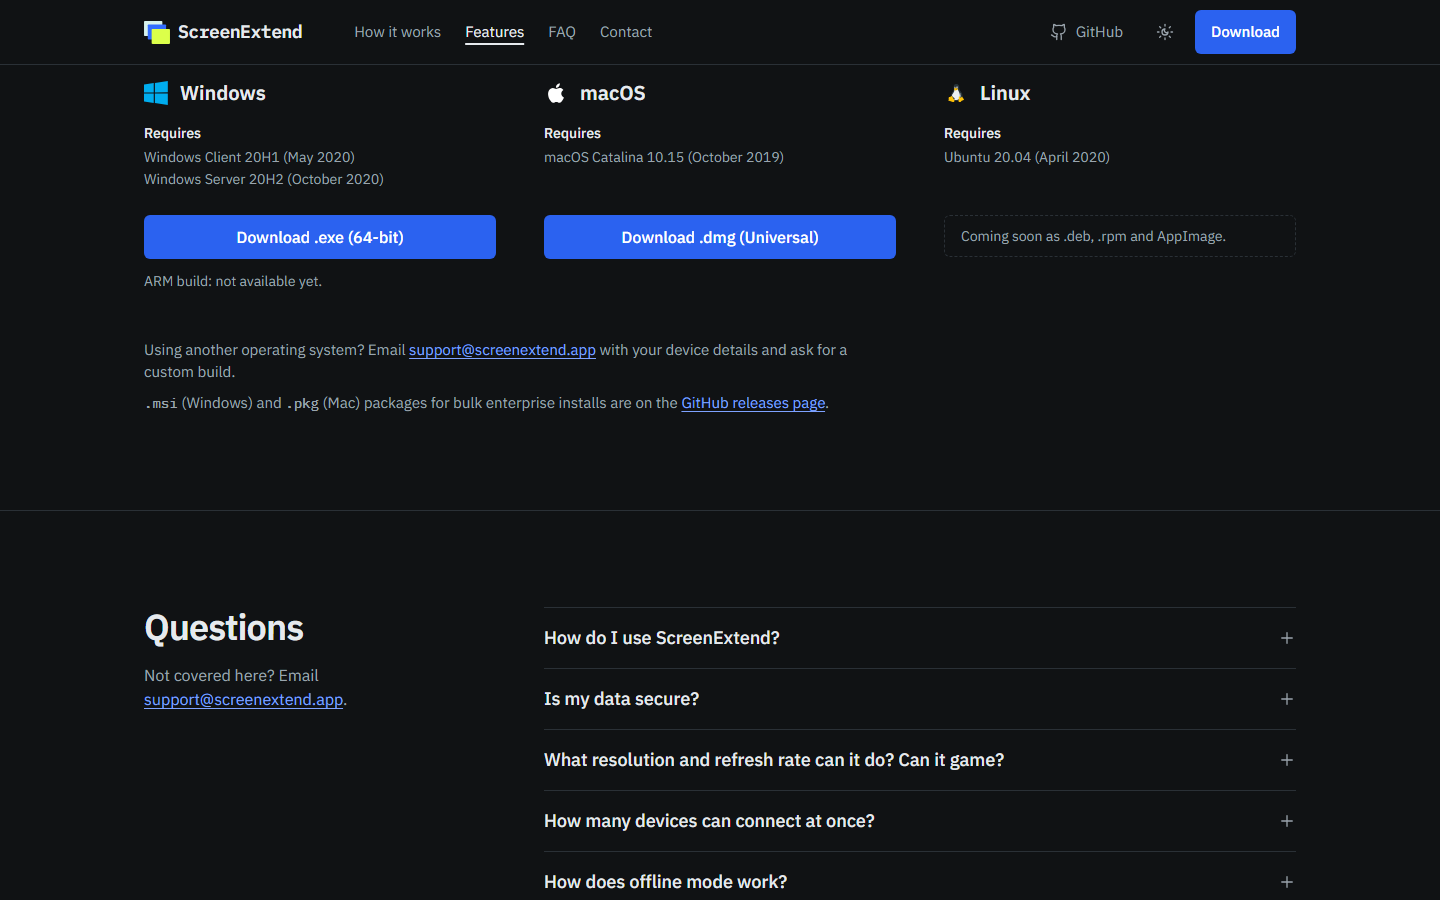 ScreenExtend
How it works
Features
FAQ
Contact
GitHub
Download
Windows
Requires
Windows Client 20H1 (May 2020)
Windows Server 20H2 (October 2020)
Download .exe (64-bit)
ARM build: not available yet.
macOS
Requires
macOS Catalina 10.15 (October 2019)
Download .dmg (Universal)
Linux
Requires
Ubuntu 20.04 (April 2020)
Coming soon as .deb, .rpm and AppImage.
Using another operating system? Email support@screenextend.app with your device details and ask for a
custom build.
.msi (Windows) and .pkg (Mac) packages for bulk enterprise installs are on the GitHub releases page.
Questions
Not covered here? Email
support@screenextend.app.
How do I use ScreenExtend?
Is my data secure?
What resolution and refresh rate can it do? Can it game?
How many devices can connect at once?
How does offline mode work?